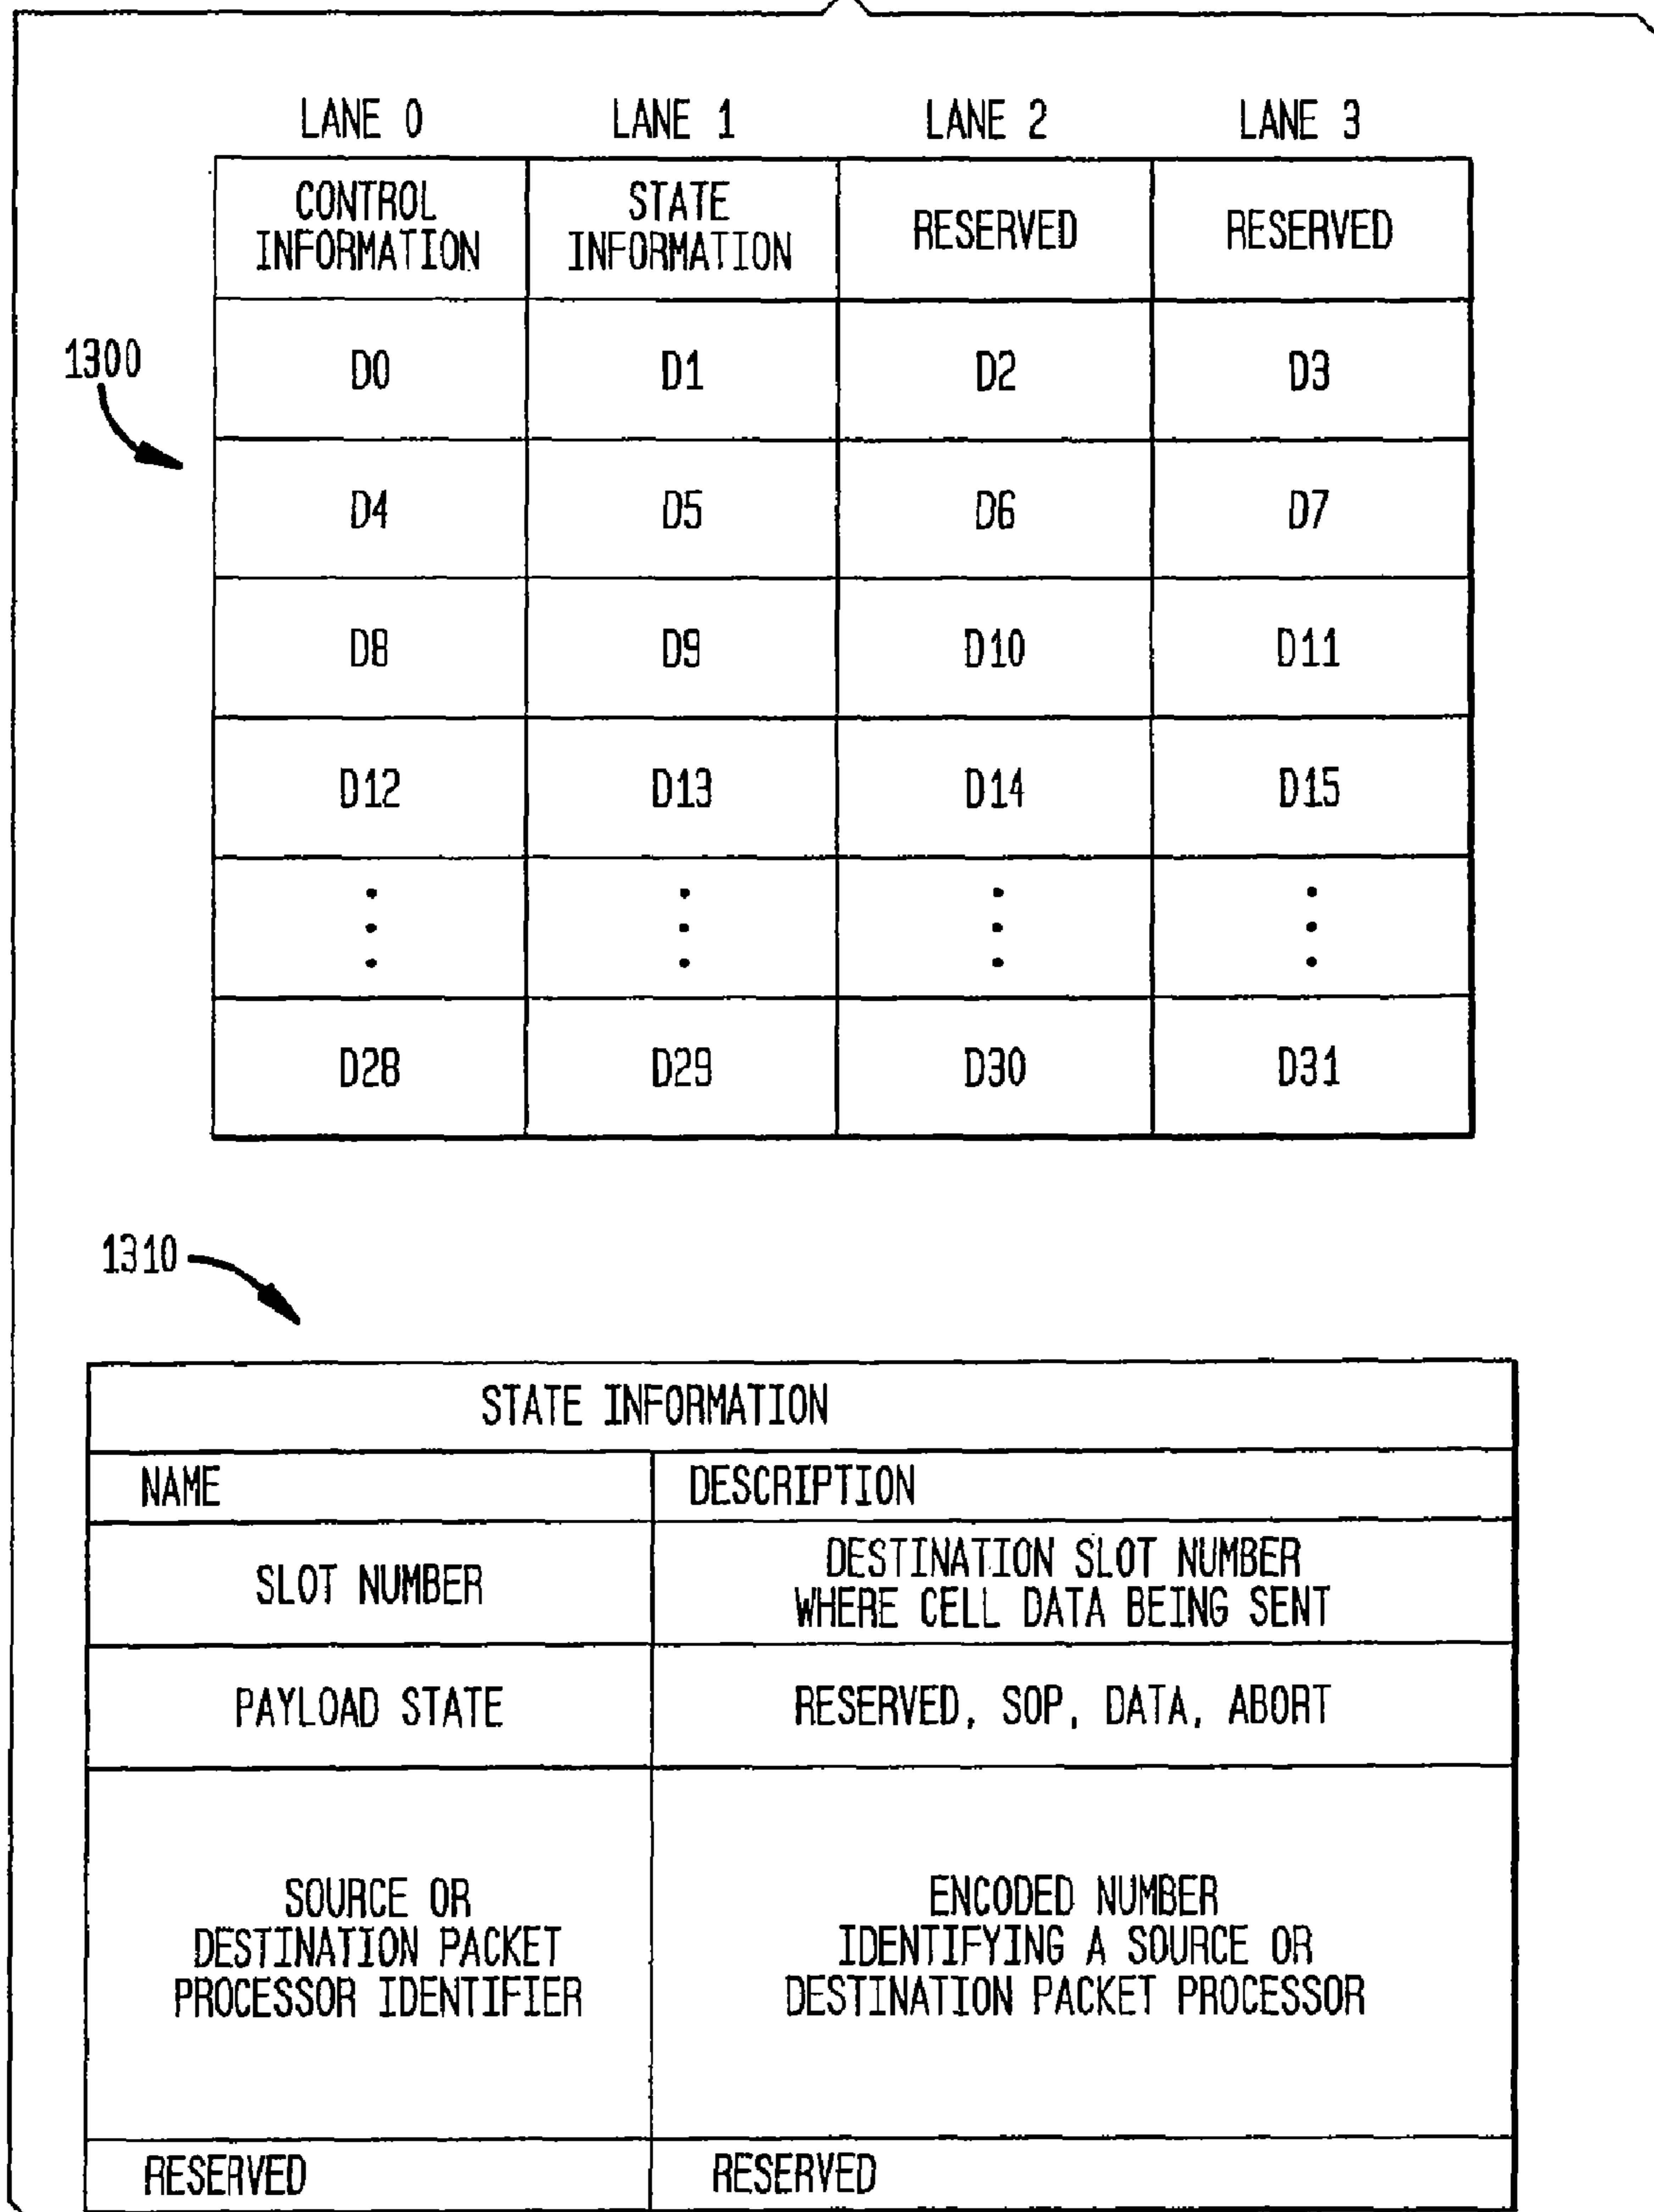 LANE 0 LANE 1 LANE 2 LANE 3
CONTROL INFORMATION STATE INFORMATION RESERVED RESERVED
1300
D0 D1 D2 D3
D4 D5 D6 D7
D8 D9 D10 D11
D12 D13 D14 D15
D28 D29 D30 D31
1310
STATE INFORMATION
NAME DESCRIPTION
SLOT NUMBER
DESTINATION SLOT NUMBER
WHERE CELL DATA BEING SENT
PAYLOAD STATE
RESERVED, SOP, DATA, ABORT
SOURCE OR
DESTINATION PACKET
PROCESSOR IDENTIFIER
ENCODED NUMBER
IDENTIFYING A SOURCE OR
DESTINATION PACKET PROCESSOR
RESERVED RESERVED